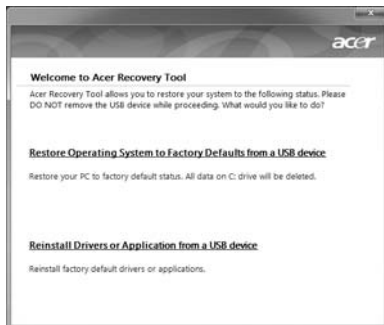 acer
Welcome to Acer Recovery Tool
Acer Recovery Tool allows you to restore your system to the following status. Please
DO NOT remove the USB device while proceeding. What would you like to do?
Restore Operating System to Factory Defaults from a USB device
Restore your PC to factory default status. All data on C: drive will be deleted.
Reinstall Drivers or Application from a USB device
Reinstall factory default drivers or applications.